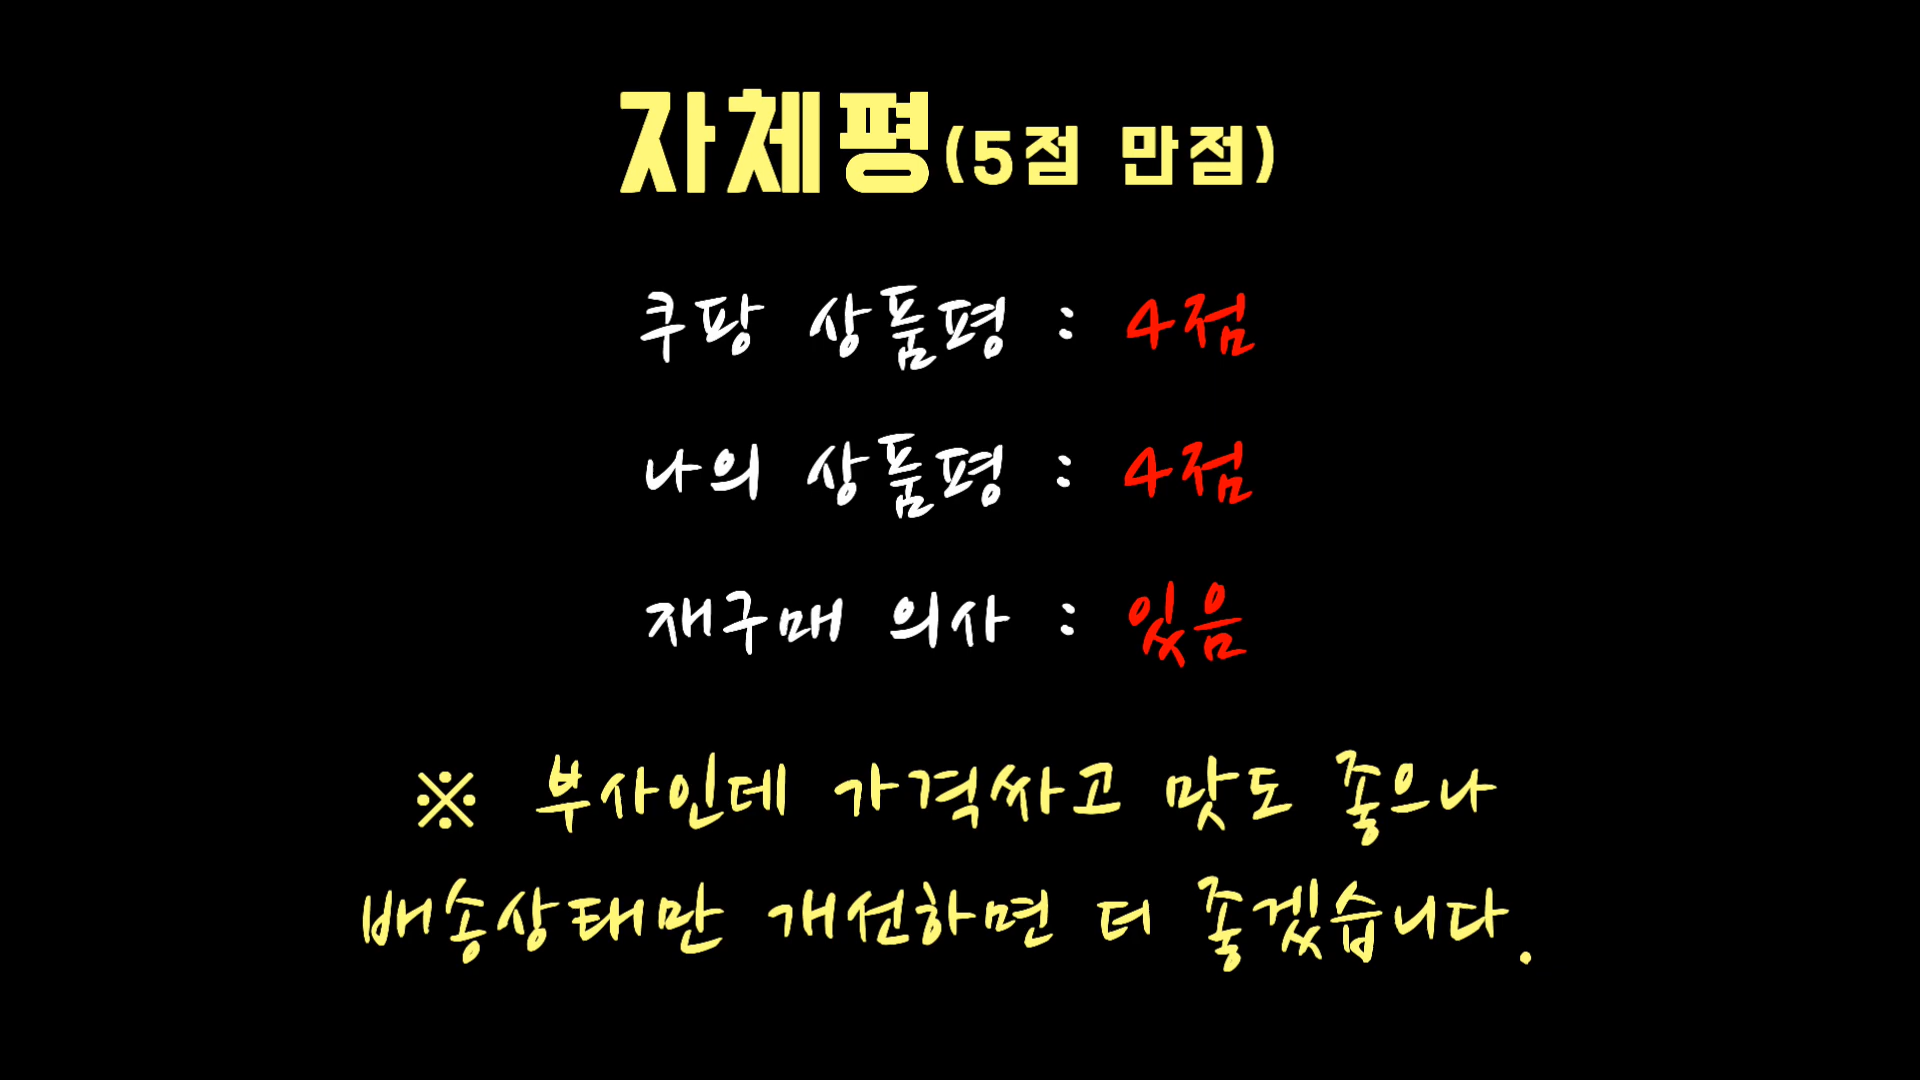 자체평(5점 만점)
쿠팡 상품평 : 4점
나의 상품평 : 4점
재구매 의사 : 있음
※ 부사인데 가격싸고 맛도 좋으나
배송상태만 개선하면 더 좋겠습니다.